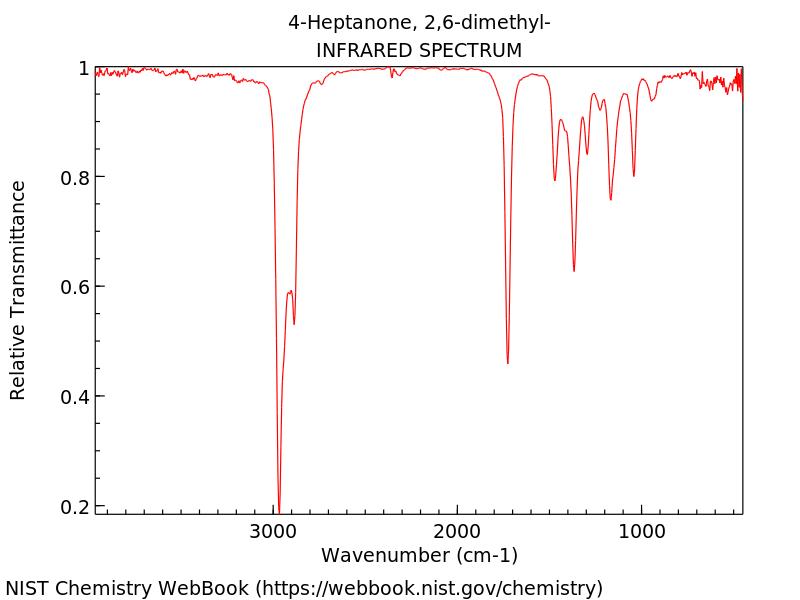 4-Heptanone, 2,6-dimethyl-
INFRARED SPECTRUM
1
0.8
0.6
0.4
0.2
Relative Transmittance
3000
2000
1000
Wavenumber (cm-1)
NIST Chemistry WebBook (https://webbook.nist.gov/chemistry)